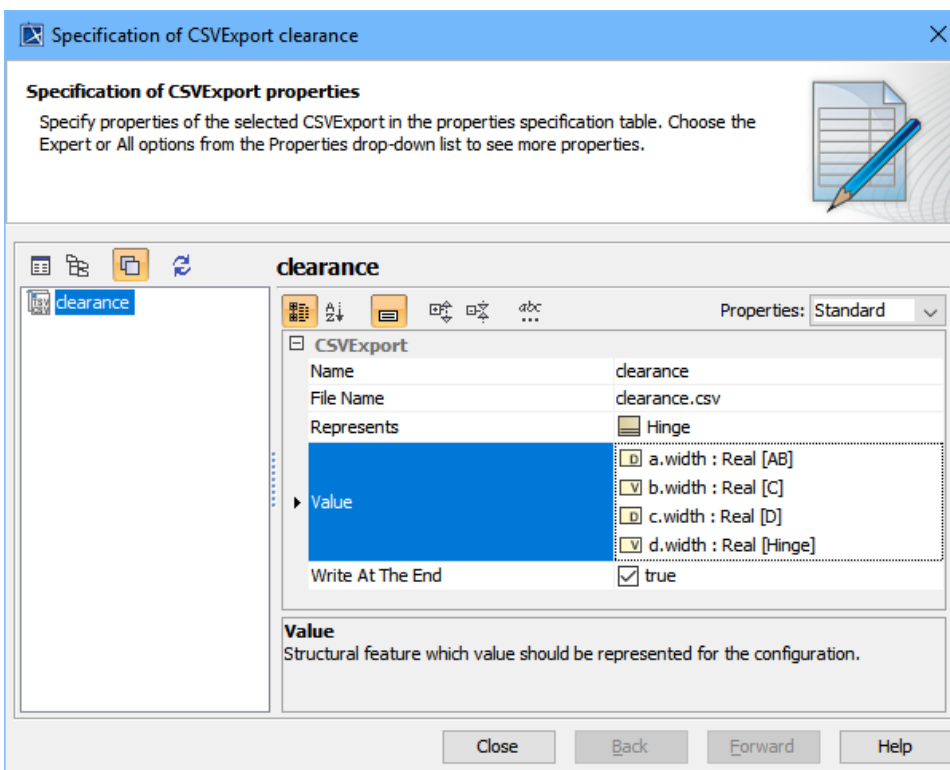 Specification of CSVExport clearance
Specification of CSVExport properties
Specify properties of the selected CSVExport in the properties specification table. Choose the
Expert or All options from the Properties drop-down list to see more properties.
clearance
clearance
Properties: Standard
CSVExport
Name clearance
File Name clearance.csv
Represents Hinge
Value
D a.width : Real [AB]
V b.width : Real [C]
D c.width : Real [D]
V d.width : Real [Hinge]
Write At The End true
Value
Structural feature which value should be represented for the configuration.
Close Back Forward Help